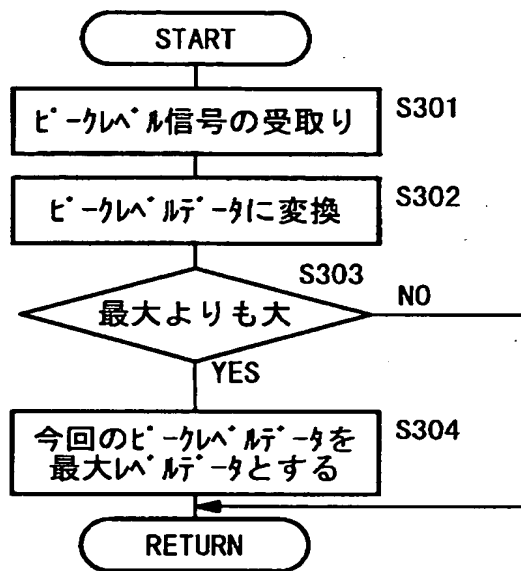 START
ﾋﾟｰｸﾚﾍﾞﾙ信号の受取り
S301
ﾋﾟｰｸﾚﾍﾞﾙﾃﾞｰﾀに変換
S302
S303
最大よりも大
NO
YES
今回のﾋﾟｰｸﾚﾍﾞﾙﾃﾞｰﾀを
最大ﾚﾍﾞﾙﾃﾞｰﾀとする
S304
RETURN